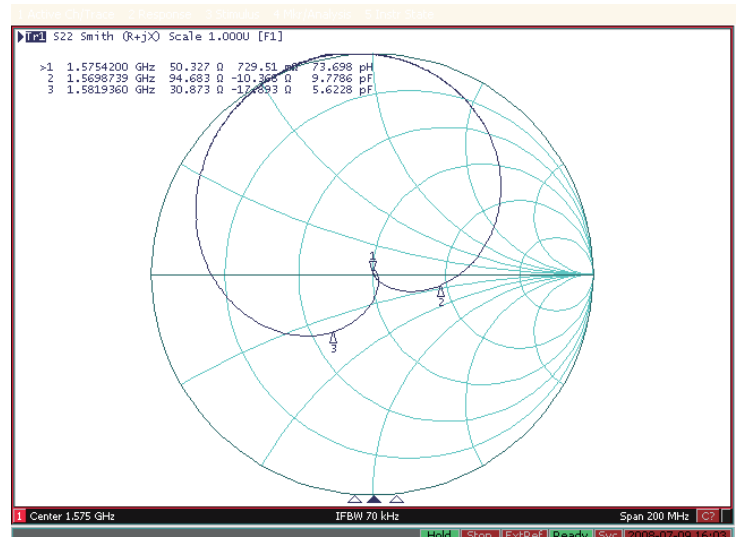 Tr1 S22 Smith (R+jX) Scale 1.000U [F1]
>1 1.5754200 GHz 50.327 Ω 729.51 mΩ 73.698 pH
2 1.5698739 GHz 94.683 Ω -10.368 Ω 9.7786 pF
3 1.5819360 GHz 30.873 Ω -17.893 Ω 5.6228 pF
1
2
3
1 Center 1.575 GHz IFBW 70 kHz Span 200 MHz C?
Hold Stop ExtRef Ready Svc 2008-07-09 16:03